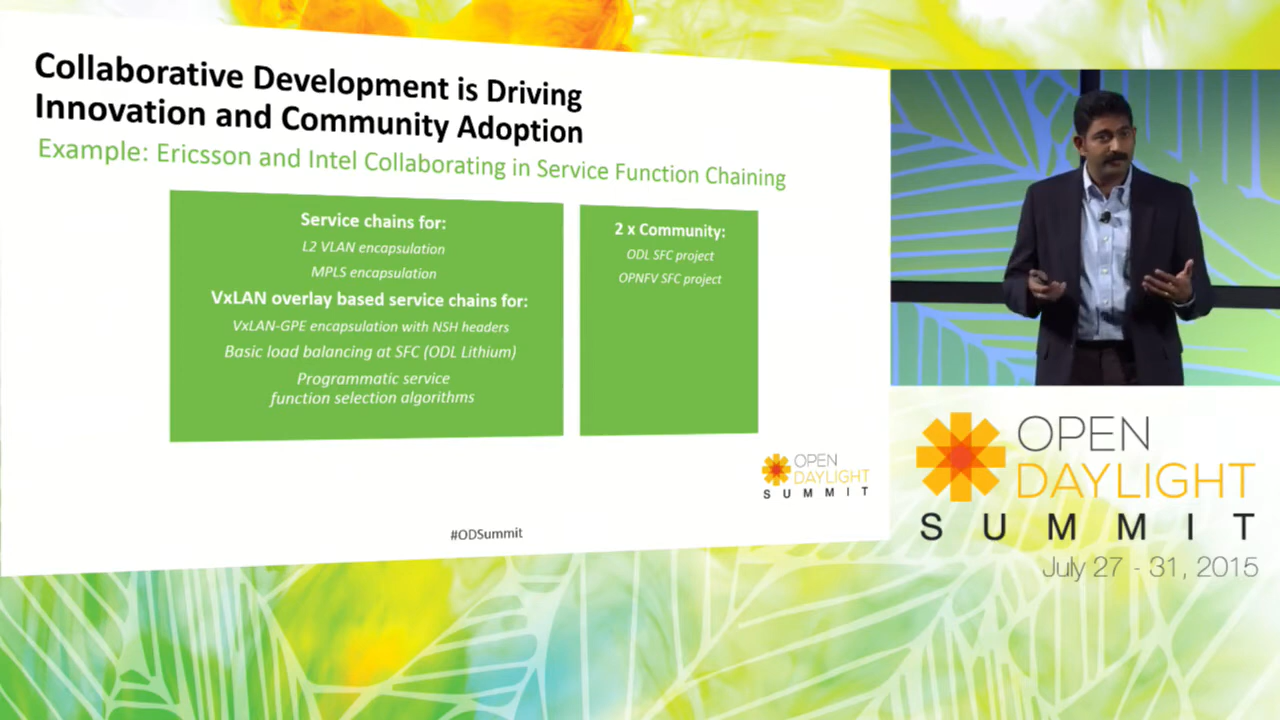 Collaborative Development is Driving
Innovation and Community Adoption
Example: Ericsson and Intel Collaborating in Service Function Chaining
Service chains for:
L2 VLAN encapsulation
MPLS encapsulation
VxLAN overlay based service chains for:
VxLAN-GPE encapsulation with NSH headers
Basic load balancing at SFC (ODL Lithium)
Programmatic service
function selection algorithms
2 x Community:
ODL SFC project
OPNFV SFC project
OPEN
DAYLIGHT
SUMMIT
#ODSummit
OPEN
DAYLIGHT
SUMMIT
July 27 - 31, 2015